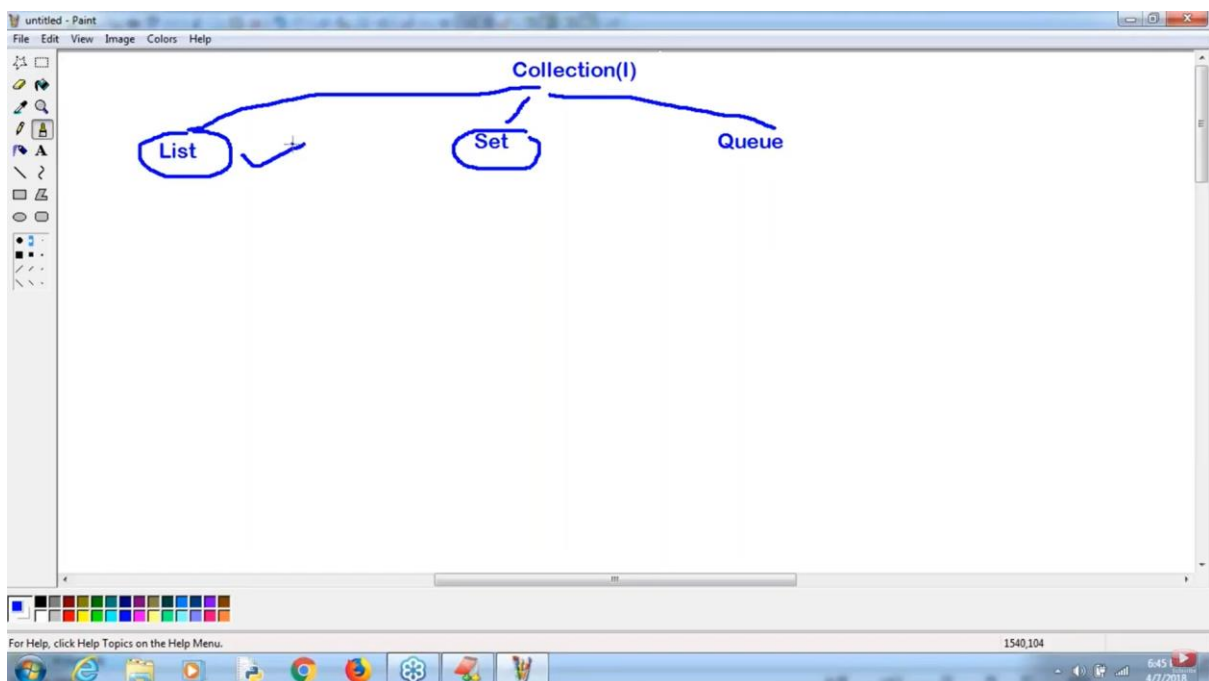 untitled - Paint
File Edit View Image Colors Help
Collection(I)
List
Set
Queue
A
For Help, click Help Topics on the Help Menu.
1540,104
6:45
4/7/2018